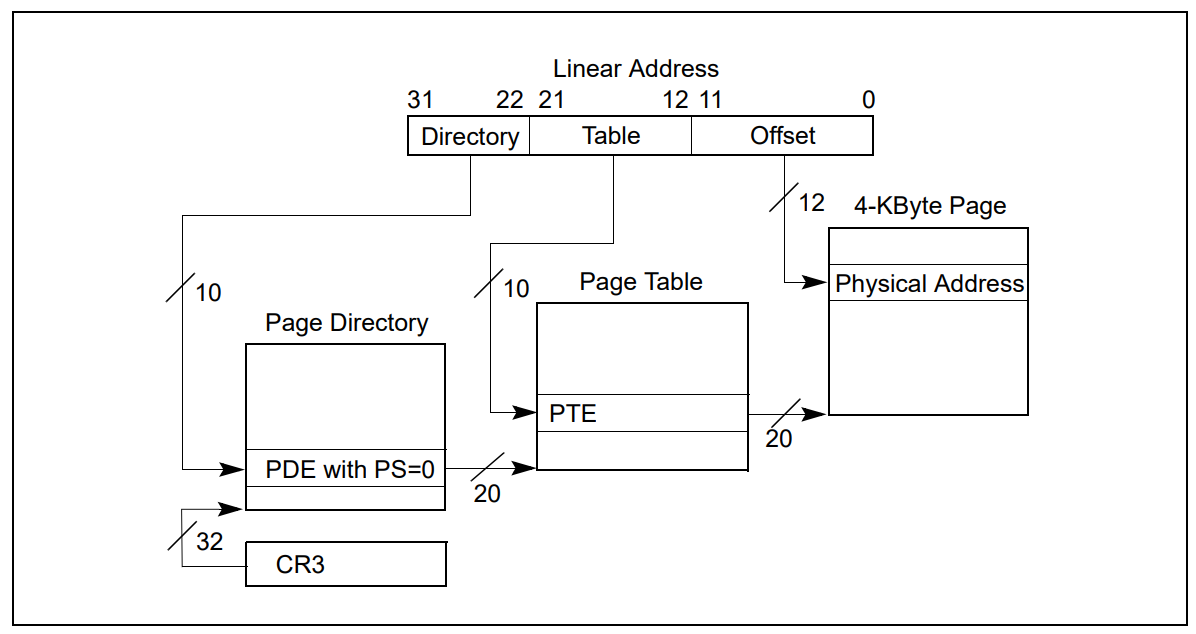 Linear Address
31 22 21 12 11 0
Directory Table Offset
12
4-KByte Page
Physical Address
10
10
Page Table
Page Directory
PTE
20
PDE with PS=0
20
32
CR3